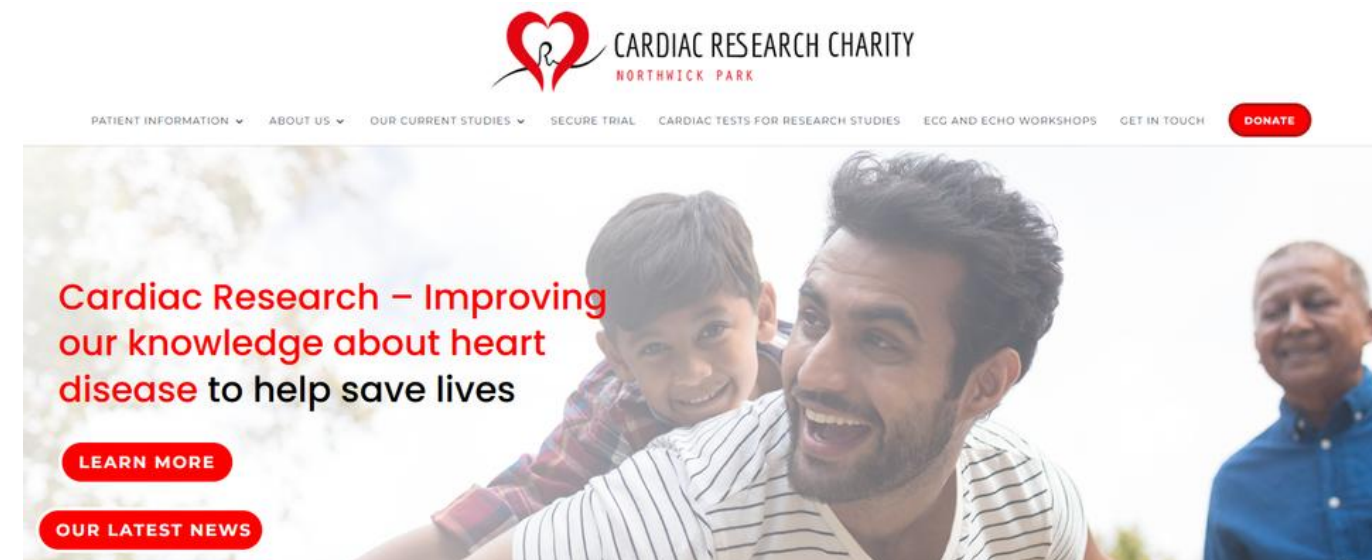 CARDIAC RESEARCH CHARITY
NORTHWICK PARK
PATIENT INFORMATION ABOUT US OUR CURRENT STUDIES SECURE TRIAL CARDIAC TESTS FOR RESEARCH STUDIES ECG AND ECHO WORKSHOPS GET IN TOUCH DONATE
Cardiac Research – Improving
our knowledge about heart
disease to help save lives
LEARN MORE
OUR LATEST NEWS